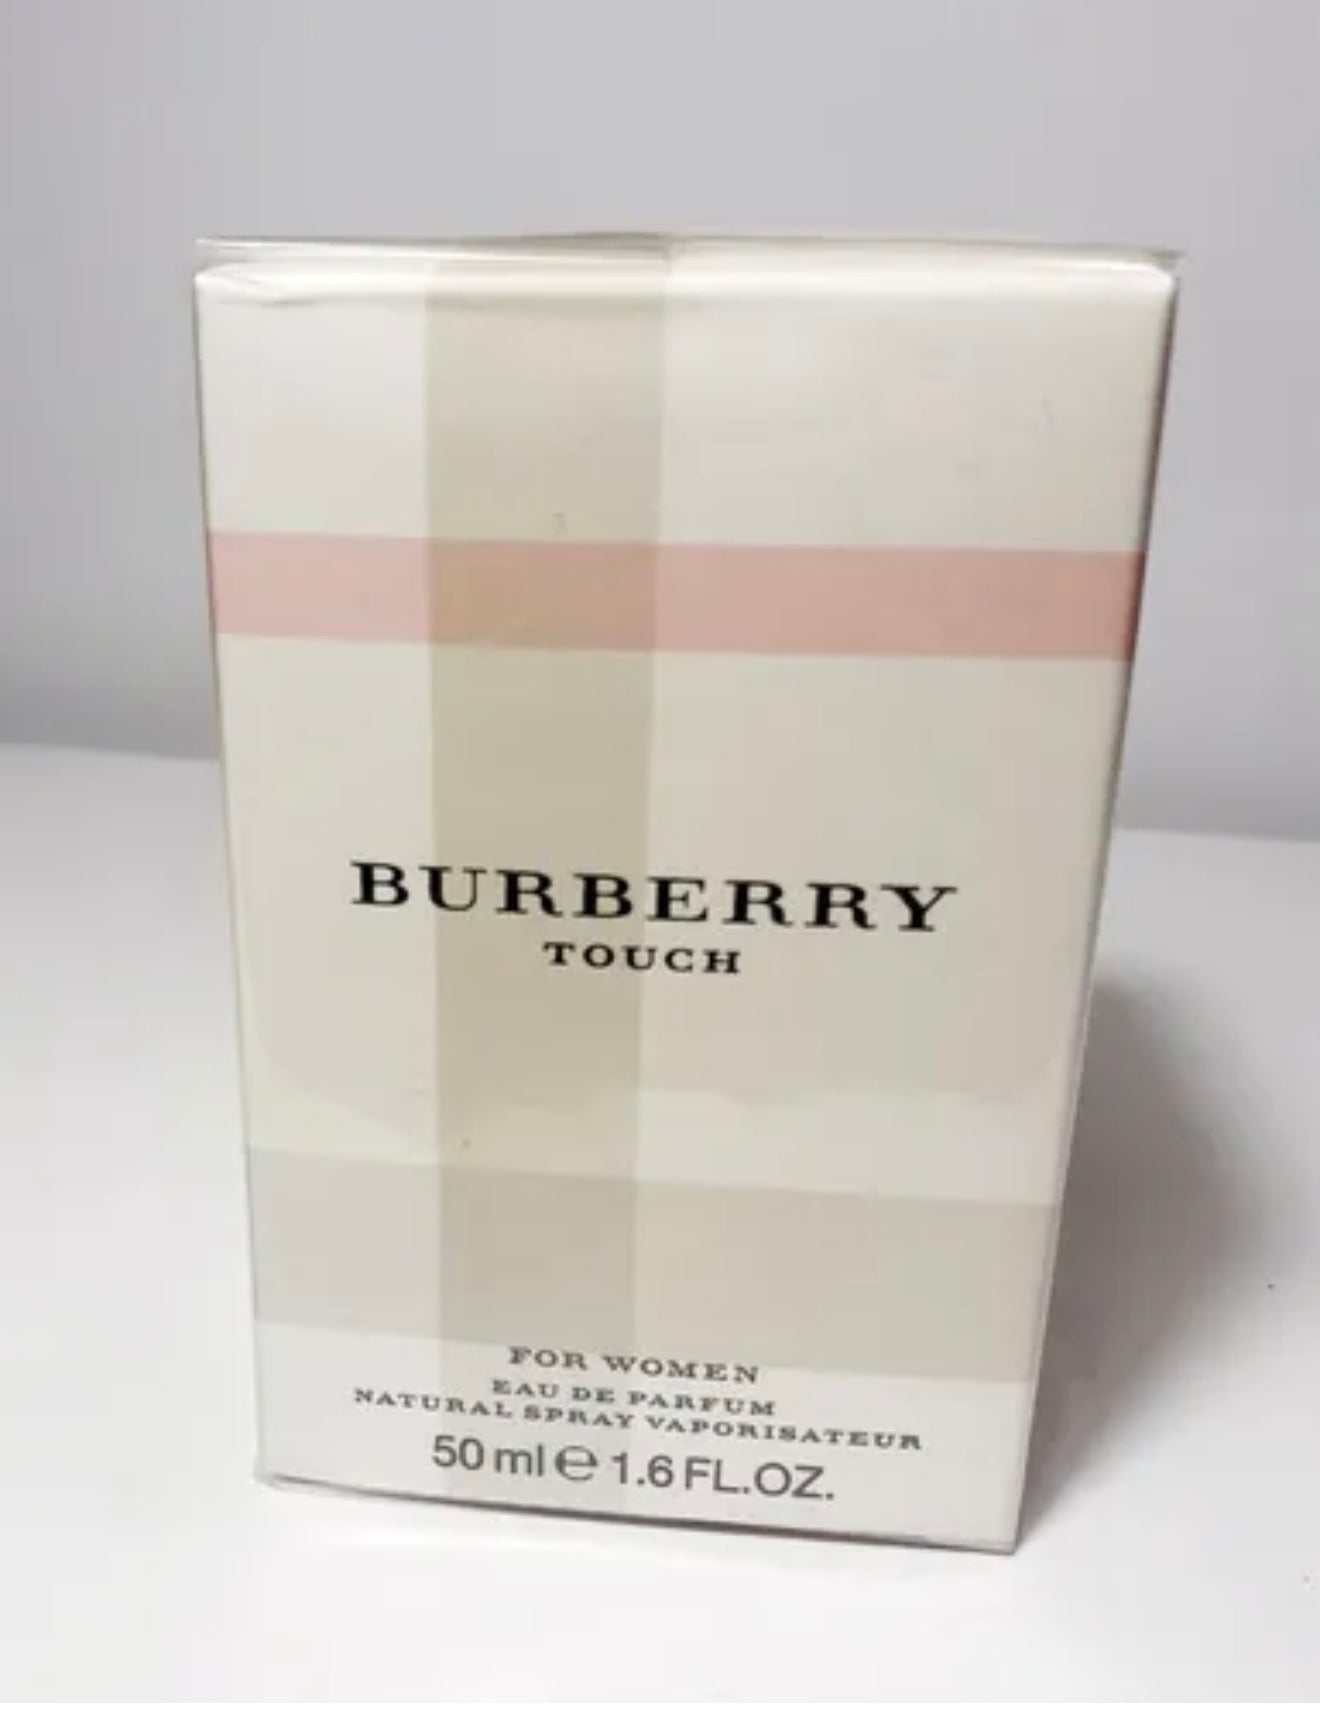 BURBERRY
TOUCH
FOR WOMEN
EAU DE PARFUM
NATURAL SPRAY VAPORISATEUR
50 ml ℮ 1.6 FL.OZ.